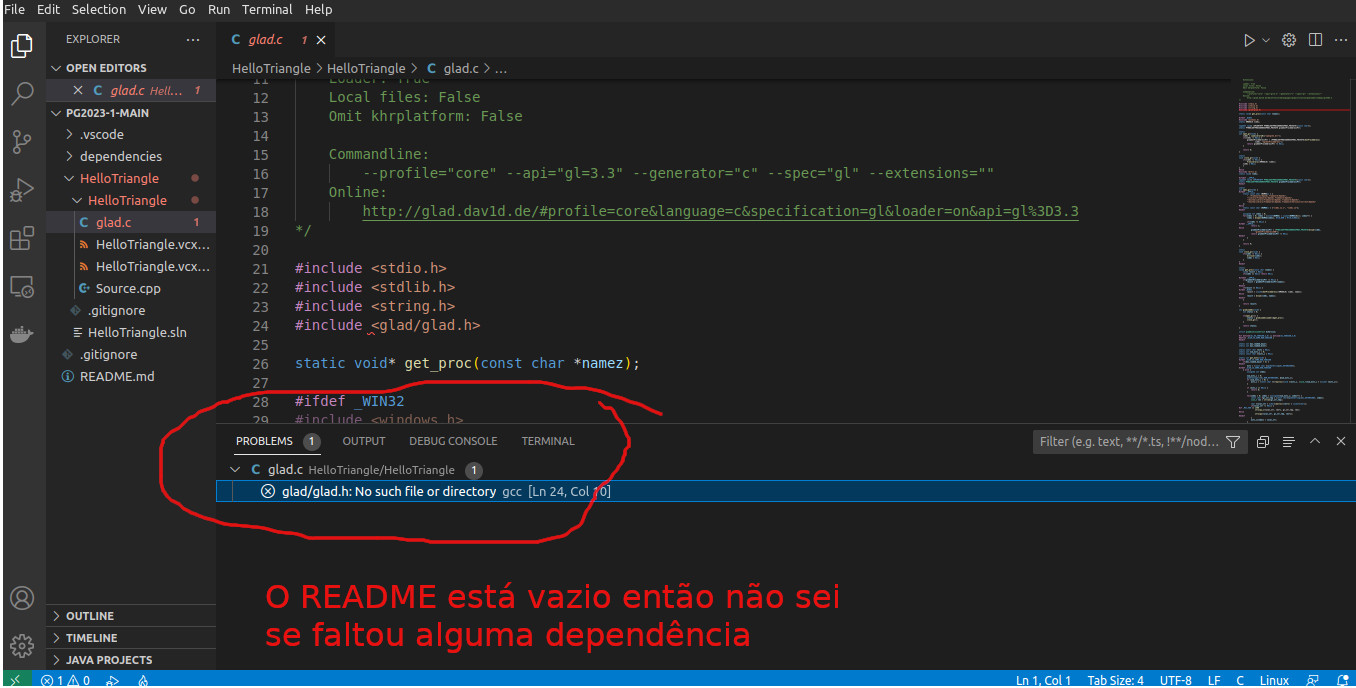 File Edit Selection View Go Run Terminal Help
EXPLORER
OPEN EDITORS
glad.c Hell... 1
PG2023-1-MAIN
.vscode
dependencies
HelloTriangle
HelloTriangle
glad.c 1
HelloTriangle.vcx...
HelloTriangle.vcx...
Source.cpp
.gitignore
HelloTriangle.sln
.gitignore
README.md
OUTLINE
TIMELINE
JAVA PROJECTS
glad.c 1
HelloTriangle > HelloTriangle > C glad.c > ...
11 Loader: True
12 Local files: False
13 Omit khrplatform: False
14
15 Commandline:
16 --profile="core" --api="gl=3.3" --generator="c" --spec="gl" --extensions=""
17 Online:
18 http://glad.dav1d.de/#profile=core&language=c&specification=gl&loader=on&api=gl%3D3.3
19 */
20
21 #include <stdio.h>
22 #include <stdlib.h>
23 #include <string.h>
24 #include <glad/glad.h>
25
26 static void* get_proc(const char *namez);
27
28 #ifdef _WIN32
29 #include <windows.h>
PROBLEMS 1 OUTPUT DEBUG CONSOLE TERMINAL
Filter (e.g. text, **/*.ts, !**/nod...
C glad.c HelloTriangle/HelloTriangle 1
glad/glad.h: No such file or directory gcc [Ln 24, Col 10]
O README está vazio então não sei
se faltou alguma dependência
1 0
Ln 1, Col 1 Tab Size: 4 UTF-8 LF C Linux